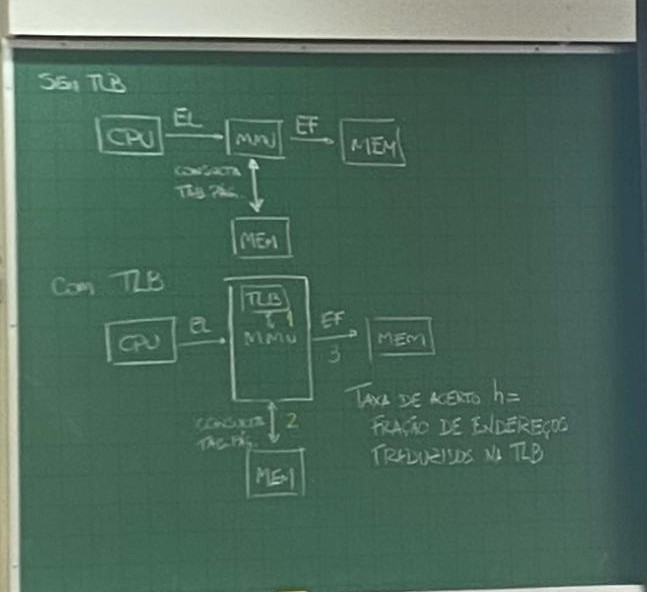 SEM TLB
CPU EL MMU EF MEM
CONSULTA
TAB. PÁG.
MEM
COM TLB
TLB
1
CPU EL MMU EF MEM
3
CONSULTA 2
TAB. PÁG.
MEM
TAXA DE ACERTO h =
FRAÇÃO DE ENDEREÇOS
TRADUZIDOS NA TLB